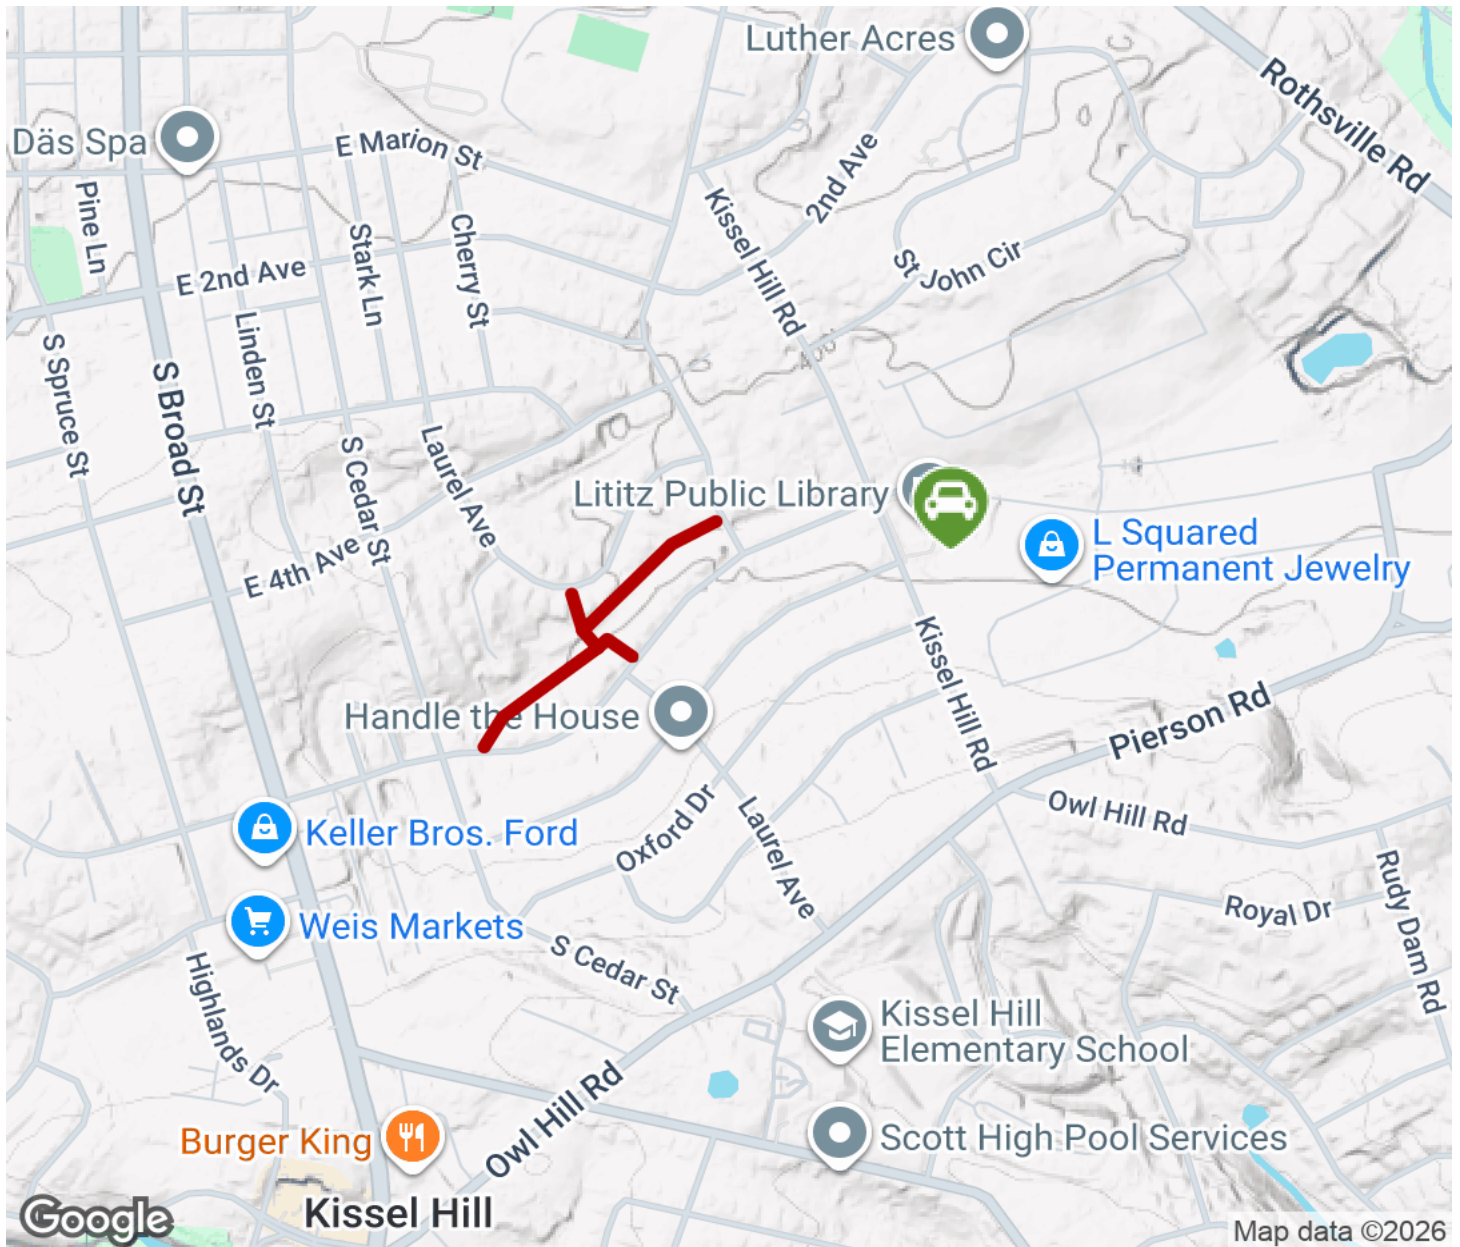 Luther Acres
Rothsville Rd
Däs Spa
E Marion St
2nd Ave
Pine Ln
Kissel Hill Rd
Cherry St
Stark Ln
St John Cir
E 2nd Ave
Linden St
S Spruce St
S Broad St
400
Laurel Ave
S Cedar St
Lititz Public Library
L Squared
Permanent Jewelry
E 4th Ave
Kissel Hill Rd
Handle the House
Pierson Rd
Owl Hill Rd
Keller Bros. Ford
Oxford Dr
Laurel Ave
Rudy Dam Rd
Royal Dr
Weis Markets
S Cedar St
Highlands Dr
Kissel Hill
Elementary School
Owl Hill Rd
Burger King
Scott High Pool Services
Kissel Hill
Google
Map data ©2026